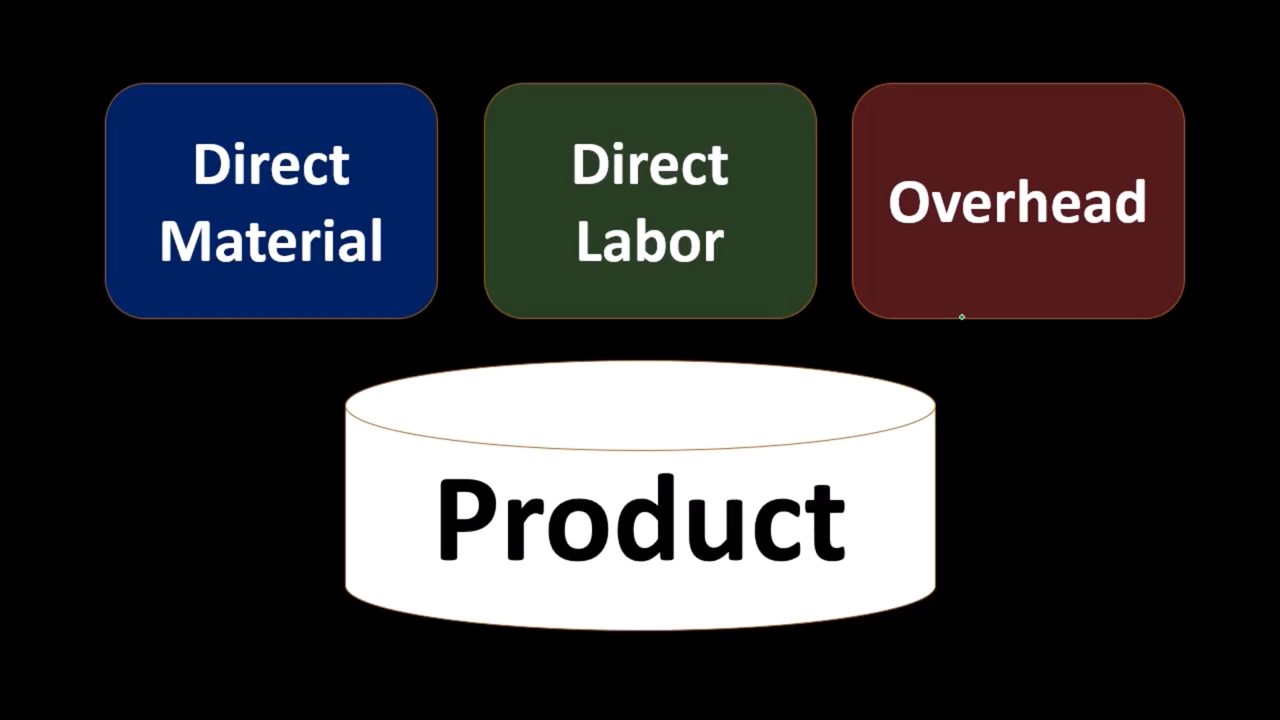 Direct
Material
Direct
Labor
Overhead
Product